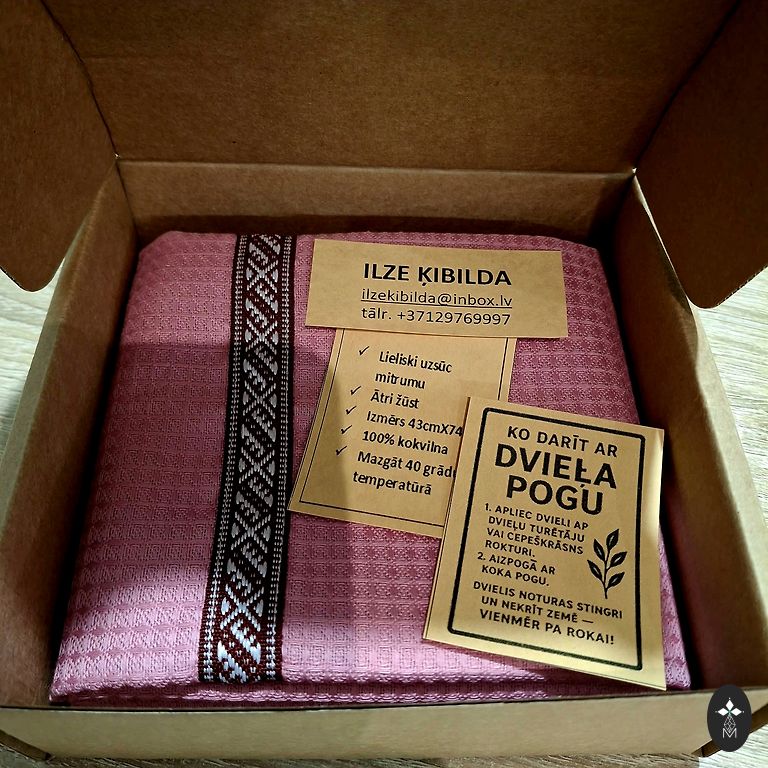 ILZE ĶIBILDA
ilzekibilda@inbox.lv
tālr. +37129769997
✓ Lieliski uzsūc
mitrumu
✓ Ātri žūst
✓ Izmērs 43cmX74
✓ 100% kokvilna
✓ Mazgāt 40
temperatūrā
KO DARĪT AR
DVIEĻA
POGU
1. APLIEC DVIELI AP
DVIEĻU TURĒTĀJU
VAI CEPEŠKRĀSNS
ROKTURI.
2. AIZPOGĀ AR
KOKA POGU.
DVIELIS NOTURAS STINGRI
UN NEKRĪT ZEMĒ —
VIENMĒR PA ROKAI!
M